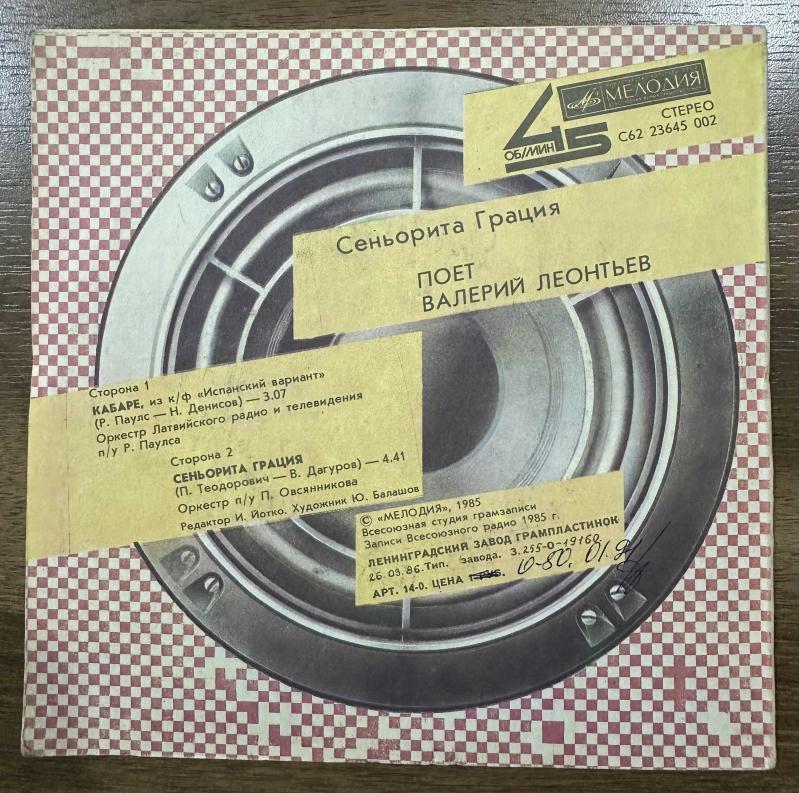 МЕЛОДИЯ
45 ОБ/МИН
СТЕРЕО
С62 23645 002
Сеньорита Грация
ПОЕТ
ВАЛЕРИЙ ЛЕОНТЬЕВ
Сторона 1
КАБАРЕ, из к/ф «Испанский вариант»
(Р. Паулс — Н. Денисов) — 3.07
Оркестр Латвийского радио и телевидения
п/у Р. Паулса
Сторона 2
СЕНЬОРИТА ГРАЦИЯ
(П. Теодорович — В. Дагуров) — 4.41
Оркестр п/у П. Овсянникова
Редактор И. Йотко. Художник Ю. Балашов
© «МЕЛОДИЯ», 1985
Всесоюзная студия грамзаписи
Записи Всесоюзного радио 1985 г.
ЛЕНИНГРАДСКИЙ ЗАВОД ГРАМПЛАСТИНОК
26.03.86. Тип. завода. З. 255-0-19160
АРТ. 14-0. ЦЕНА 0-80. 01.91